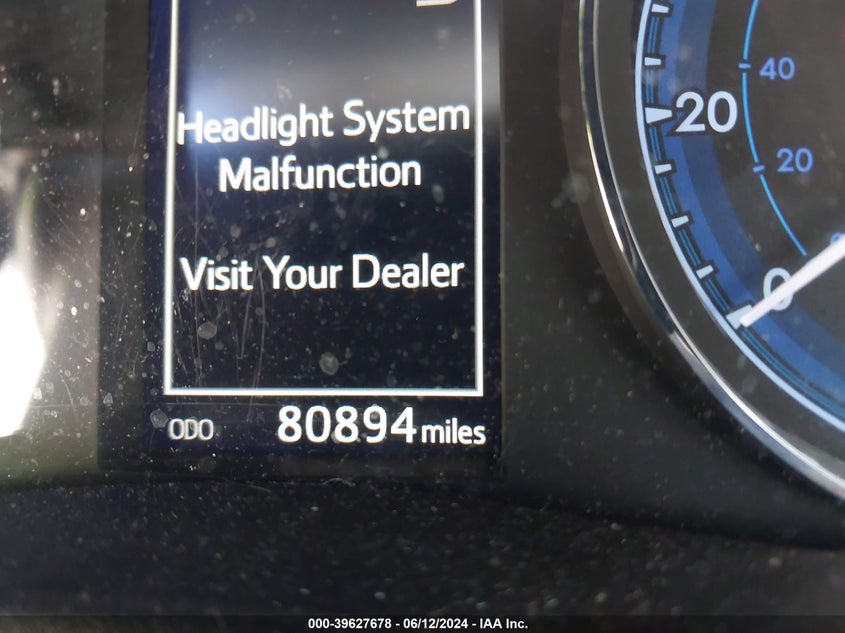 Headlight System
Malfunction
Visit Your Dealer
ODO 80894 miles
40
20
20
0
000-39627678 - 06/12/2024 - IAA Inc.